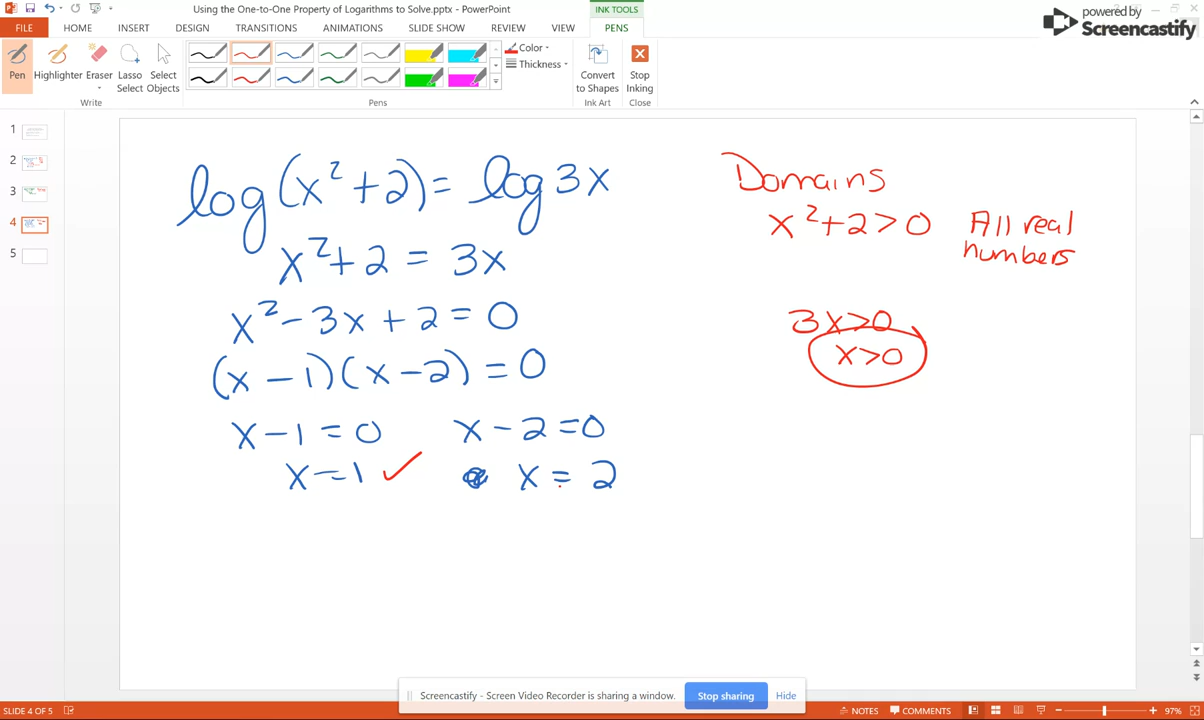 Using the One-to-One Property of Logarithms to Solve.pptx - PowerPoint
INK TOOLS
powered by
Screencastify
FILE HOME INSERT DESIGN TRANSITIONS ANIMATIONS SLIDE SHOW REVIEW VIEW PENS
Pen Highlighter Eraser Lasso Select Select Objects
Color
Thickness
Convert to Shapes
Stop Inking
Write Pens Ink Art Close
1
2
3
4
5
log(x²+2) = log 3x
x²+2 = 3x
x²-3x+2=0
(x-1)(x-2)=0
x-1=0 x-2=0
x=1 ✓ x=2
Domains
x²+2>0 All real numbers
3x>0
x>0
Screencastify - Screen Video Recorder is sharing a window. Stop sharing Hide
SLIDE 4 OF 5 NOTES COMMENTS 97%